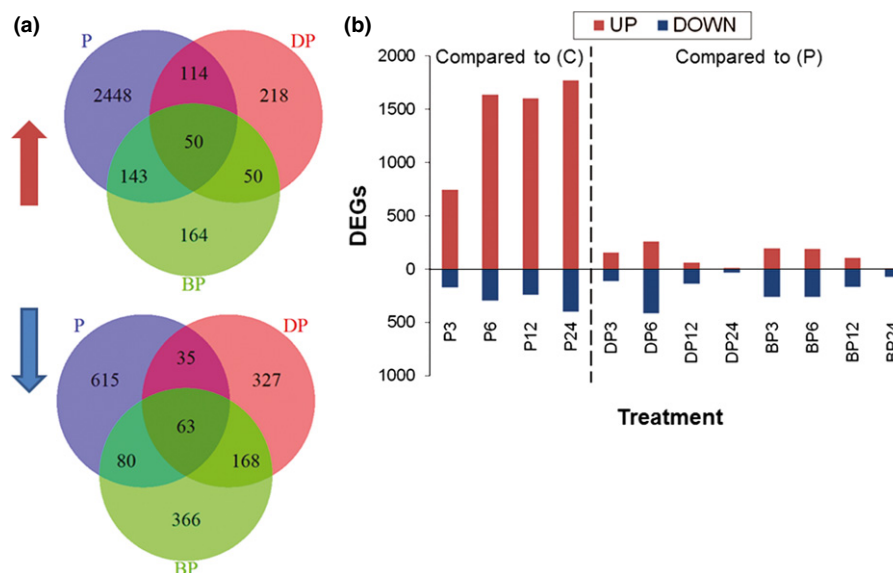 (a)
P
DP
114
2448
218
50
143
50
164
BP
P
DP
35
615
327
63
80
168
366
BP
(b)
UP DOWN
2000
Compared to (C) Compared to (P)
1500
1000
500
0
500
1000
DEGs
P3 P6 P12 P24 DP3 DP6 DP12 DP24 BP3 BP6 BP12 BP24
Treatment